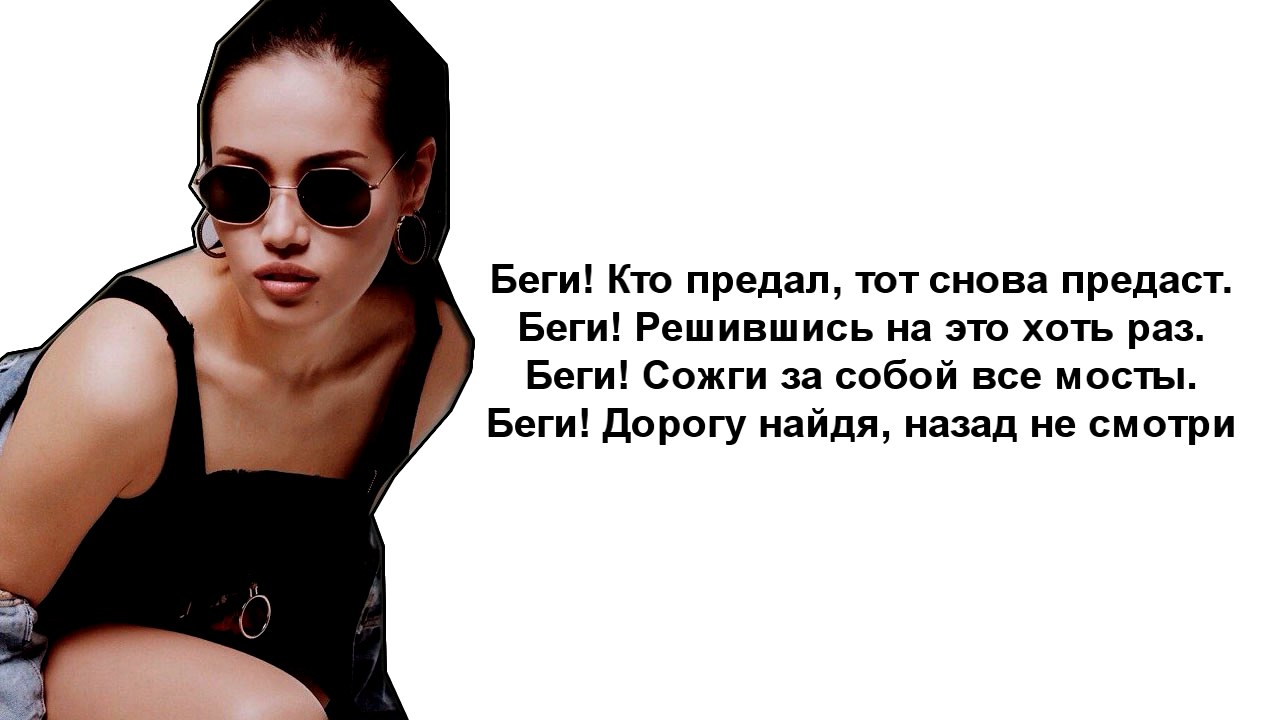 Беги! Кто предал, тот снова предаст.
Беги! Решившись на это хоть раз.
Беги! Сожги за собой все мосты.
Беги! Дорогу найдя, назад не смотри